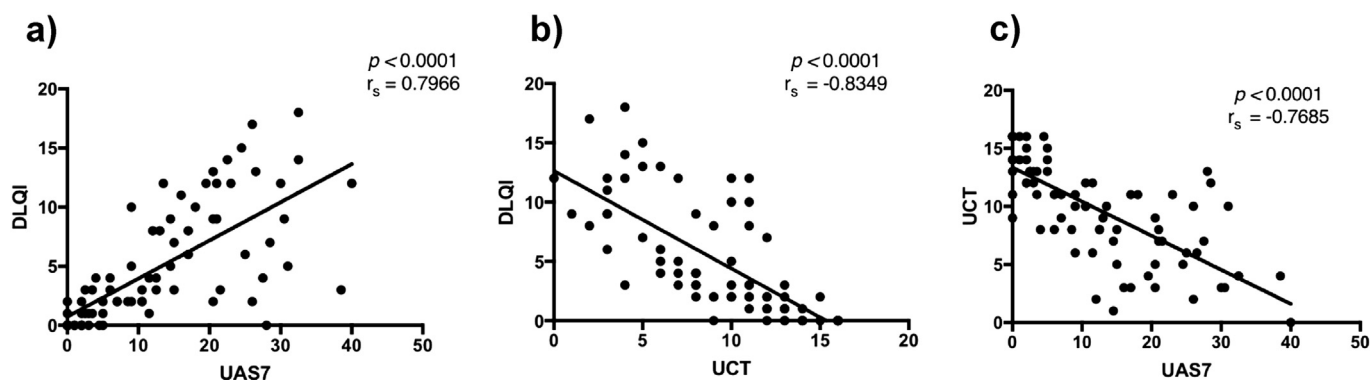 a)
p < 0.0001
rs = 0.7966
DLQI
20
15
10
5
0
0 10 20 30 40 50
UAS7
b)
p < 0.0001
rs = -0.8349
DLQI
20
15
10
5
0
0 5 10 15 20
UCT
c)
p < 0.0001
rs = -0.7685
UCT
20
15
10
5
0
0 10 20 30 40 50
UAS7